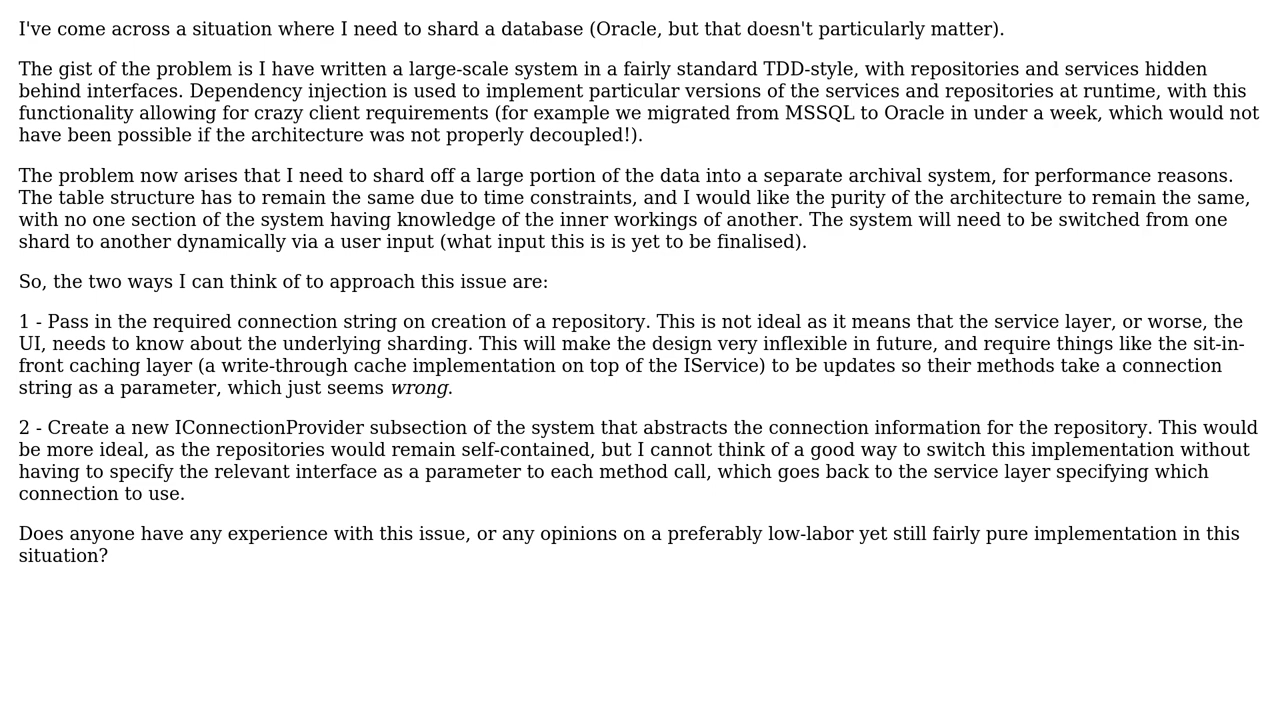 I've come across a situation where I need to shard a database (Oracle, but that doesn't particularly matter).
The gist of the problem is I have written a large-scale system in a fairly standard TDD-style, with repositories and services hidden
behind interfaces. Dependency injection is used to implement particular versions of the services and repositories at runtime, with this
functionality allowing for crazy client requirements (for example we migrated from MSSQL to Oracle in under a week, which would not
have been possible if the architecture was not properly decoupled!).
The problem now arises that I need to shard off a large portion of the data into a separate archival system, for performance reasons.
The table structure has to remain the same due to time constraints, and I would like the purity of the architecture to remain the same,
with no one section of the system having knowledge of the inner workings of another. The system will need to be switched from one
shard to another dynamically via a user input (what input this is is yet to be finalised).
So, the two ways I can think of to approach this issue are:
1 - Pass in the required connection string on creation of a repository. This is not ideal as it means that the service layer, or worse, the
UI, needs to know about the underlying sharding. This will make the design very inflexible in future, and require things like the sit-in-
front caching layer (a write-through cache implementation on top of the IService) to be updates so their methods take a connection
string as a parameter, which just seems wrong.
2 - Create a new IConnectionProvider subsection of the system that abstracts the connection information for the repository. This would
be more ideal, as the repositories would remain self-contained, but I cannot think of a good way to switch this implementation without
having to specify the relevant interface as a parameter to each method call, which goes back to the service layer specifying which
connection to use.
Does anyone have any experience with this issue, or any opinions on a preferably low-labor yet still fairly pure implementation in this
situation?